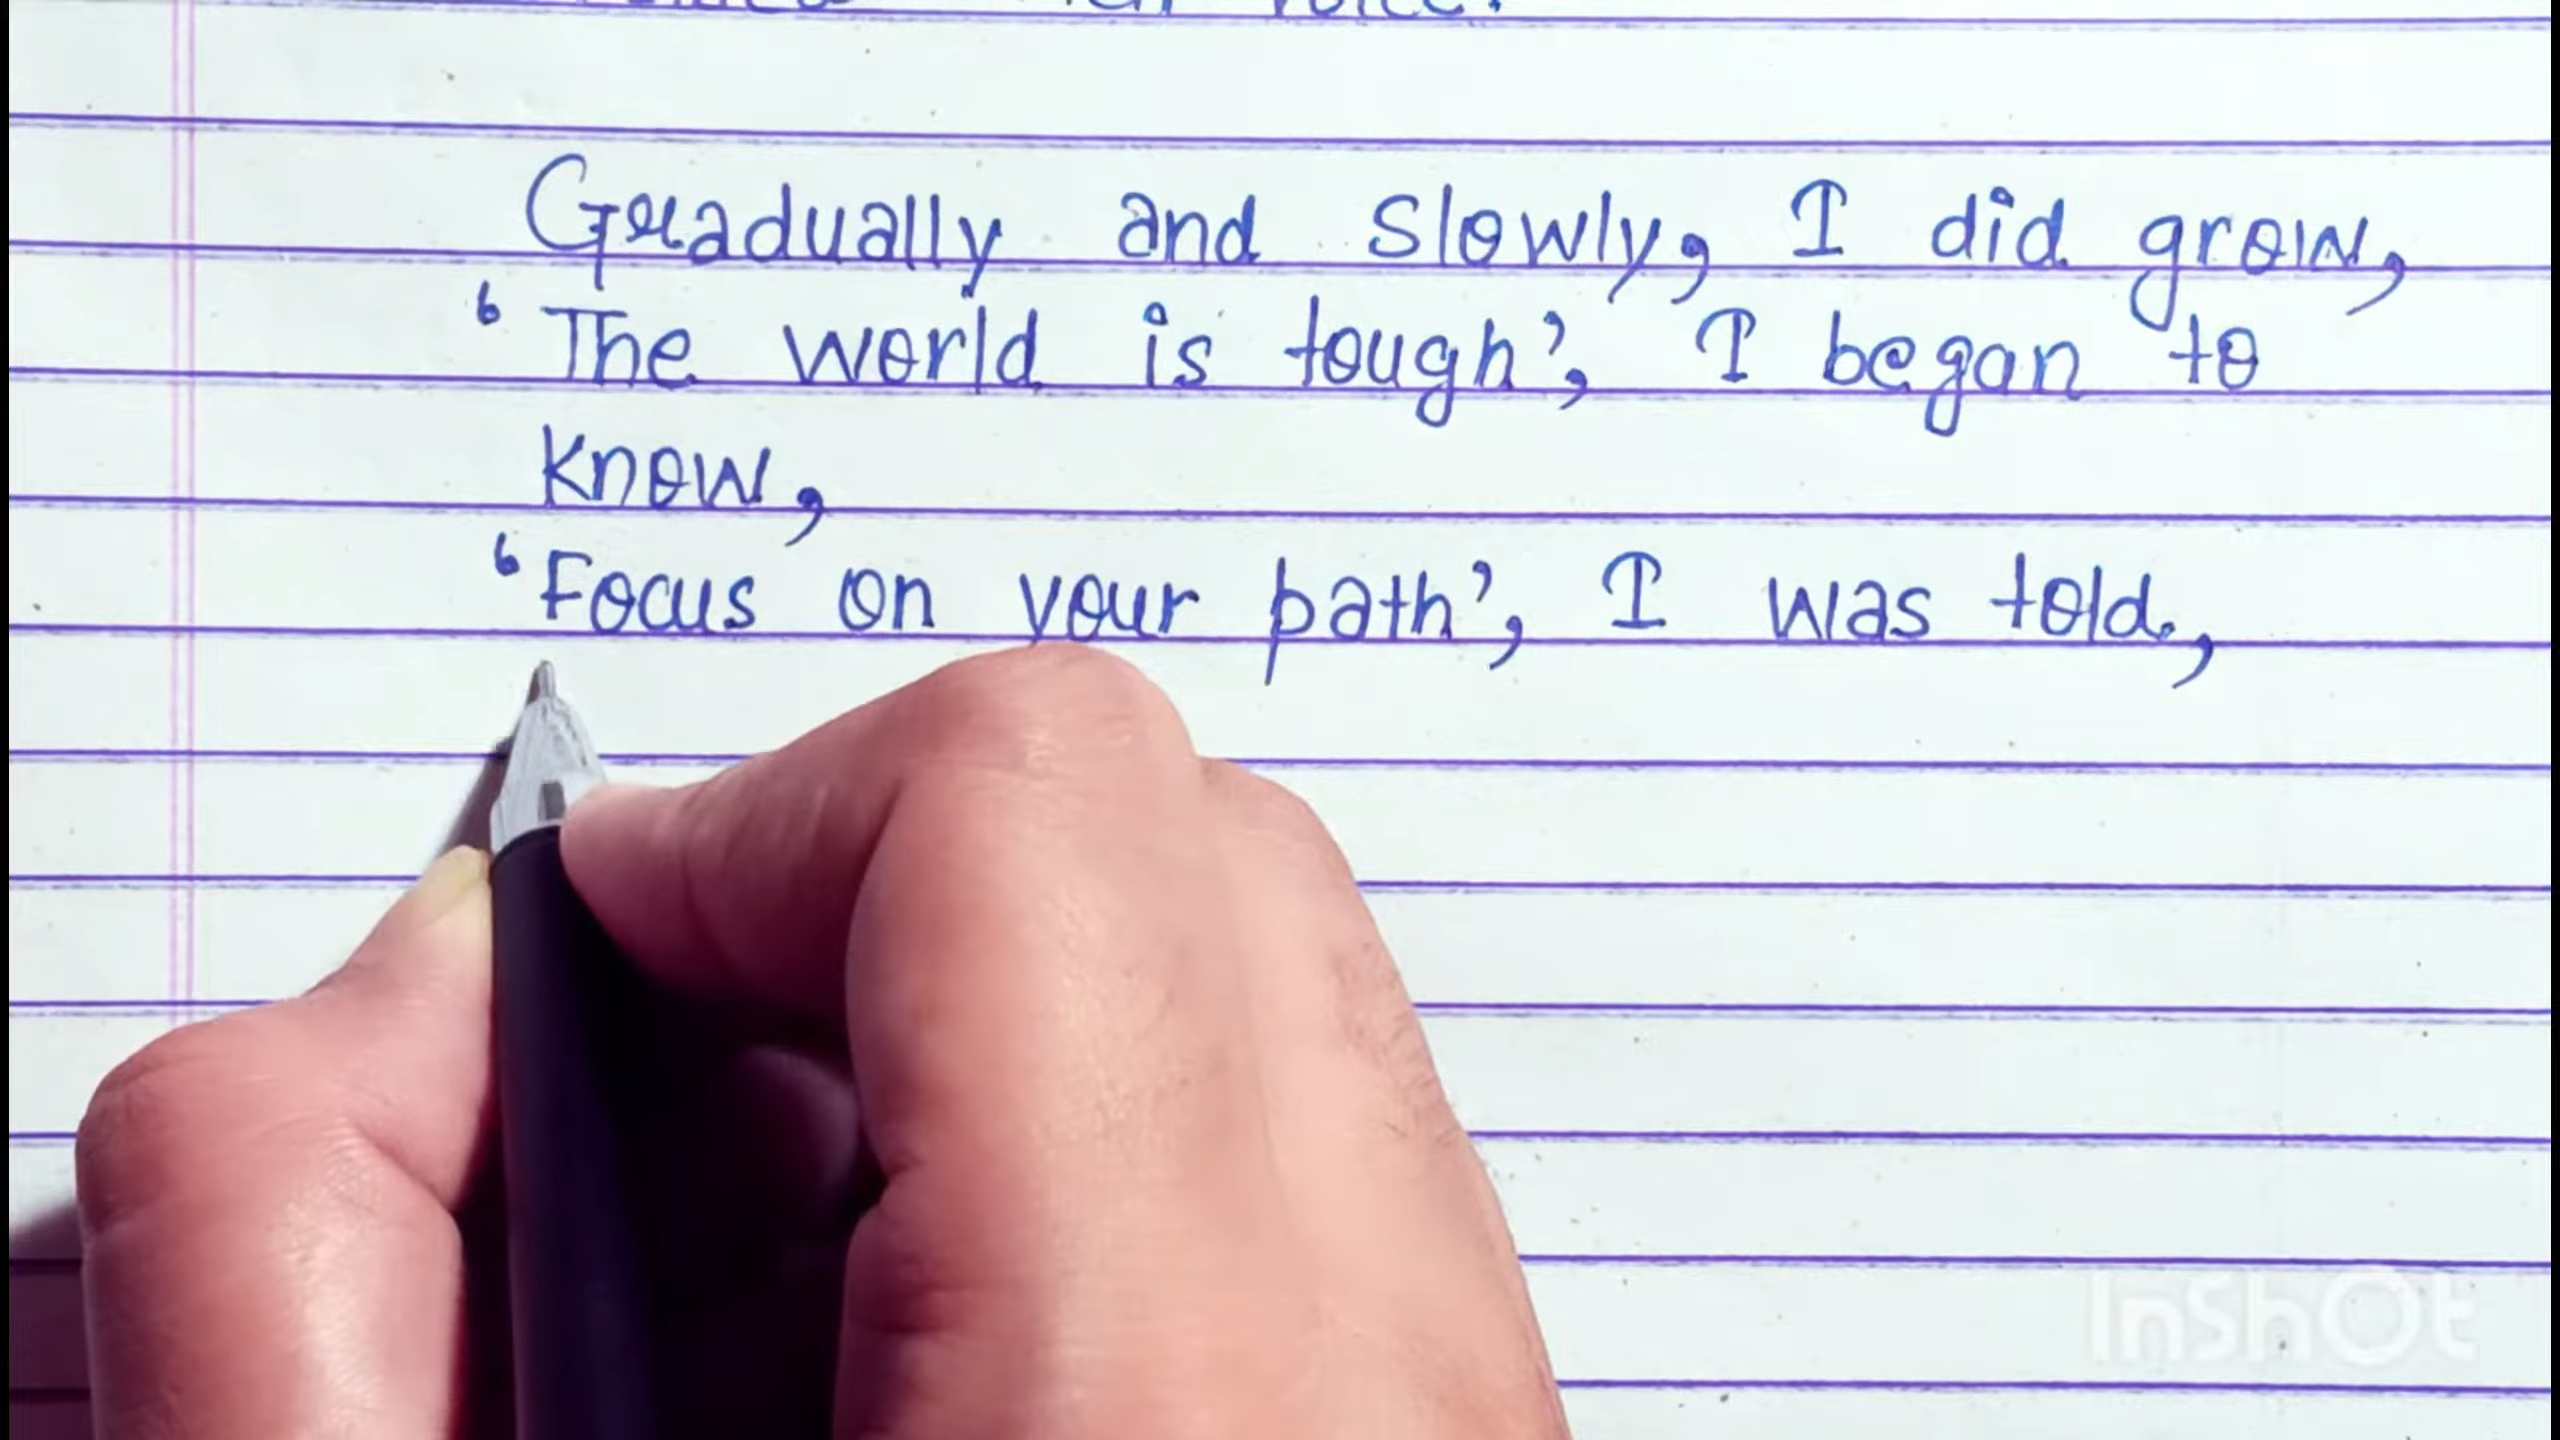 voice.
Gradually and slowly, I did grow,
'The world is tough', I began to
know,
'Focus on your path', I was told,
InShOt